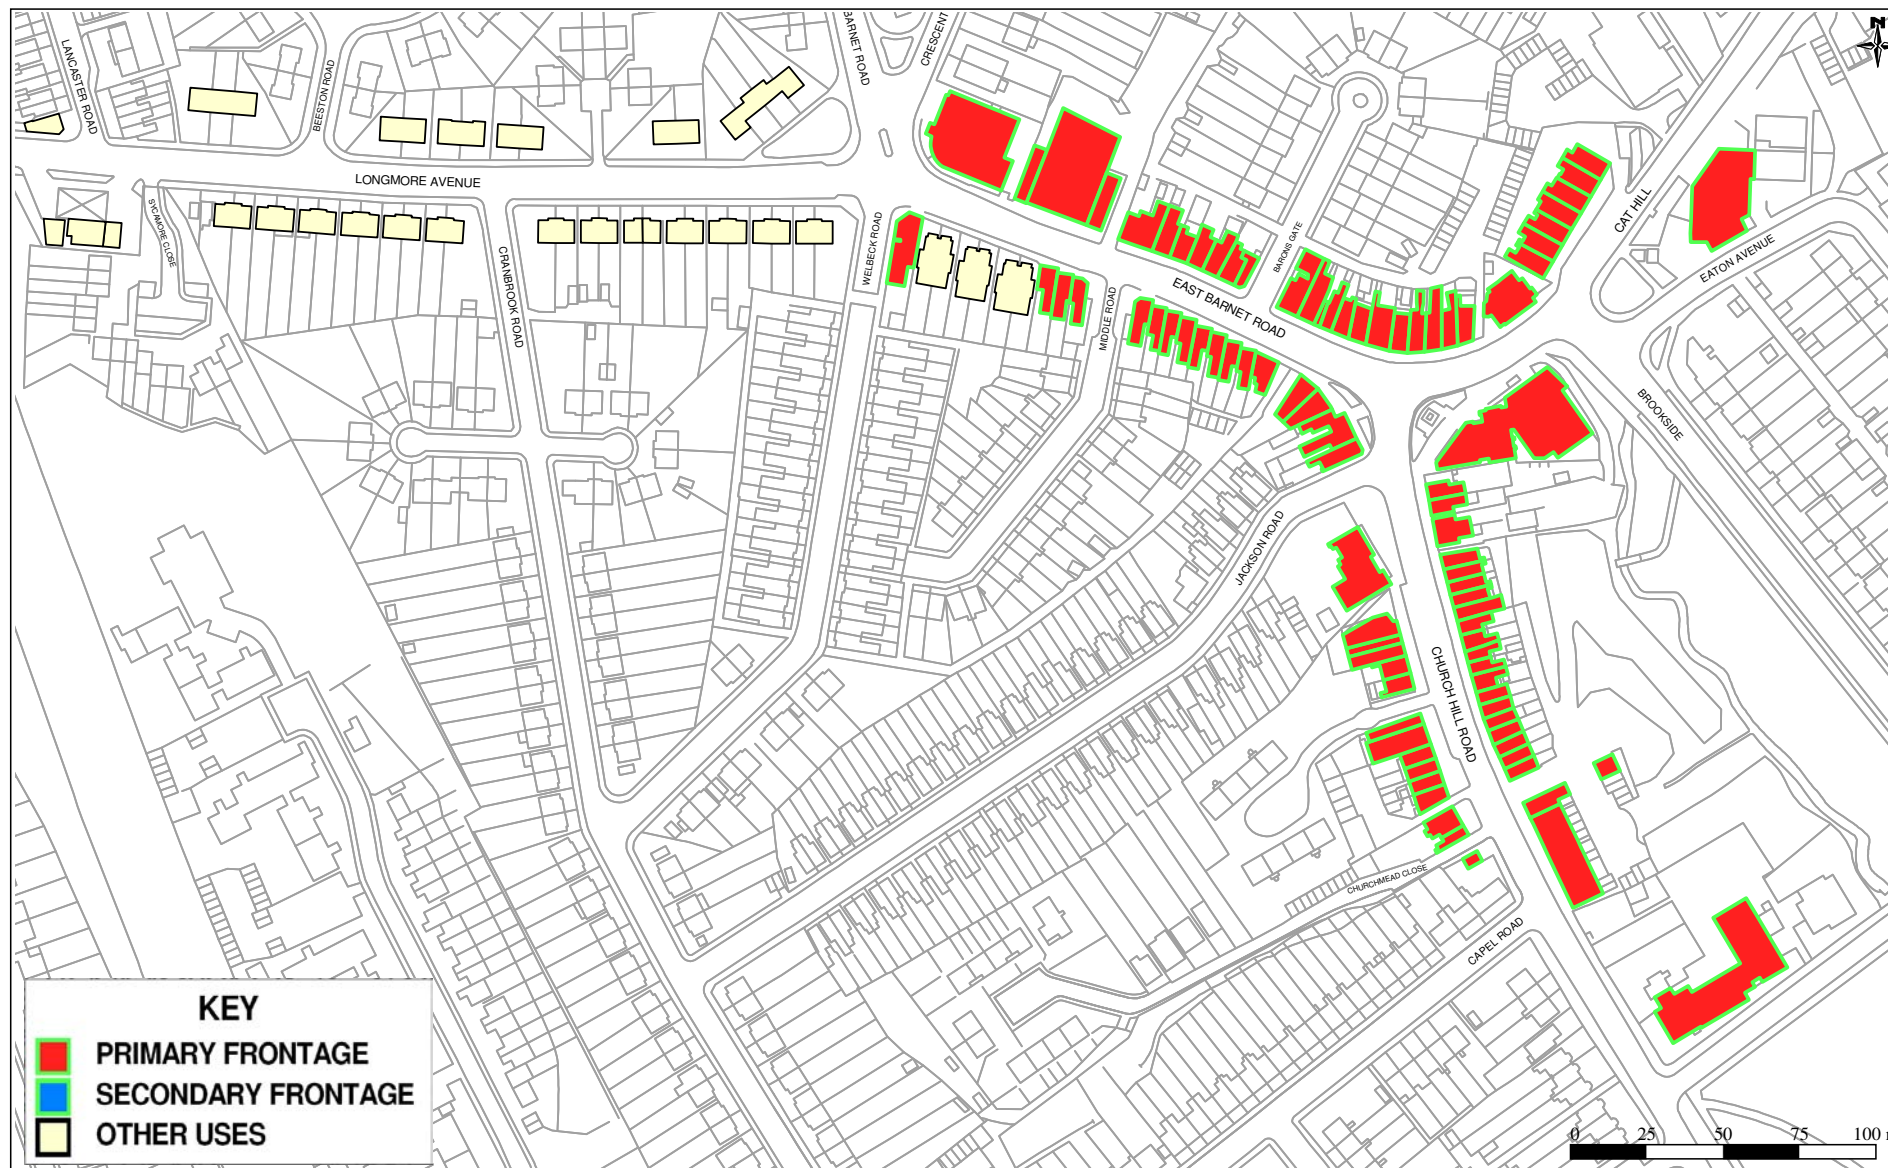 LANCASTER ROAD
BEESTON ROAD
BARNET ROAD
CRESCENT
N
LONGMORE AVENUE
SYCAMORE CLOSE
CRANBROOK ROAD
WELBECK ROAD
MIDDLE ROAD
EAST BARNET ROAD
BARONS GATE
CAT HILL
EATON AVENUE
BROOKSIDE
JACKSON ROAD
CHURCH HILL ROAD
CHURCHMEAD CLOSE
CAPEL ROAD
KEY
PRIMARY FRONTAGE
SECONDARY FRONTAGE
OTHER USES
0 25 50 75 100